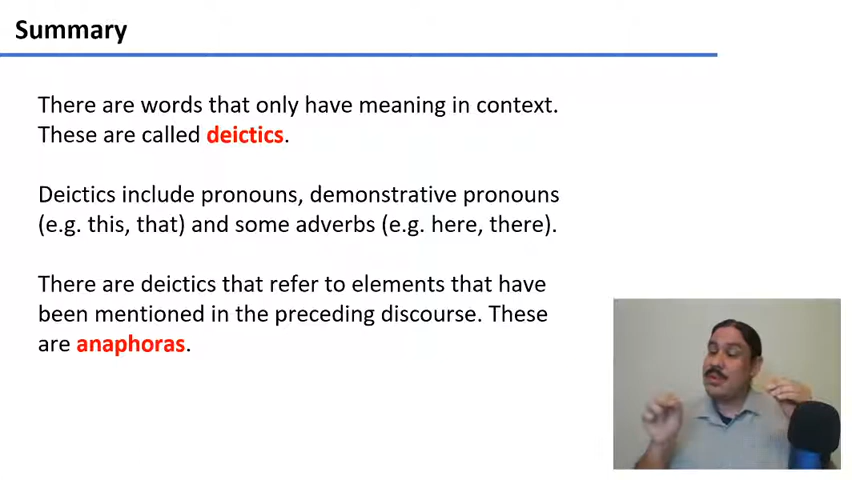 Summary
There are words that only have meaning in context.
These are called deictics.
Deictics include pronouns, demonstrative pronouns
(e.g. this, that) and some adverbs (e.g. here, there).
There are deictics that refer to elements that have
been mentioned in the preceding discourse. These
are anaphoras.